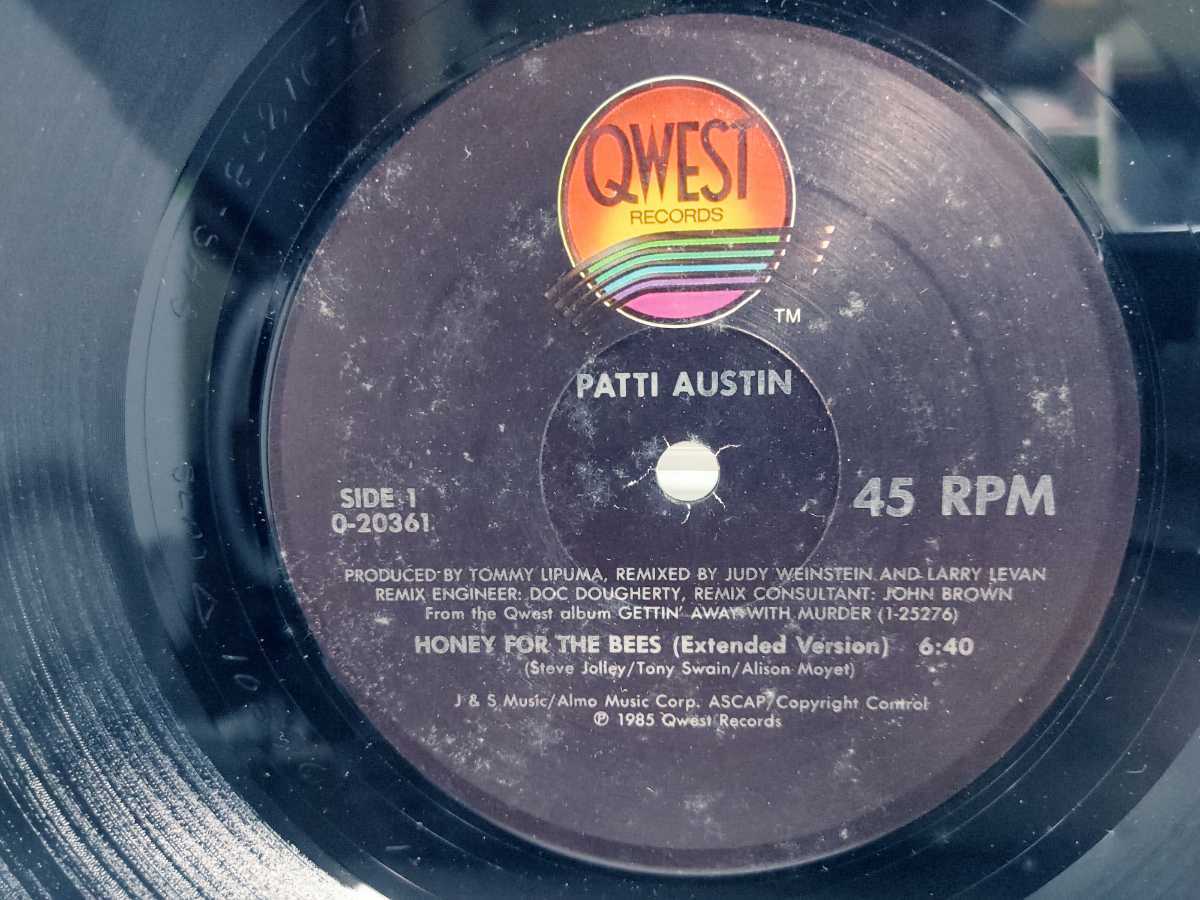 QWEST
RECORDS
TM
PATTI AUSTIN
SIDE 1
0-20361
45 RPM
PRODUCED BY TOMMY LIPUMA, REMIXED BY JUDY WEINSTEIN AND LARRY LEVAN
REMIX ENGINEER: DOC DOUGHERTY, REMIX CONSULTANT: JOHN BROWN
From the Qwest album GETTIN' AWAY WITH MURDER (1-25276)
HONEY FOR THE BEES (Extended Version) 6:40
(Steve Jolley/Tony Swain/Alison Moyet)
J & S Music/Almo Music Corp. ASCAP/Copyright Control
℗ 1985 Qwest Records